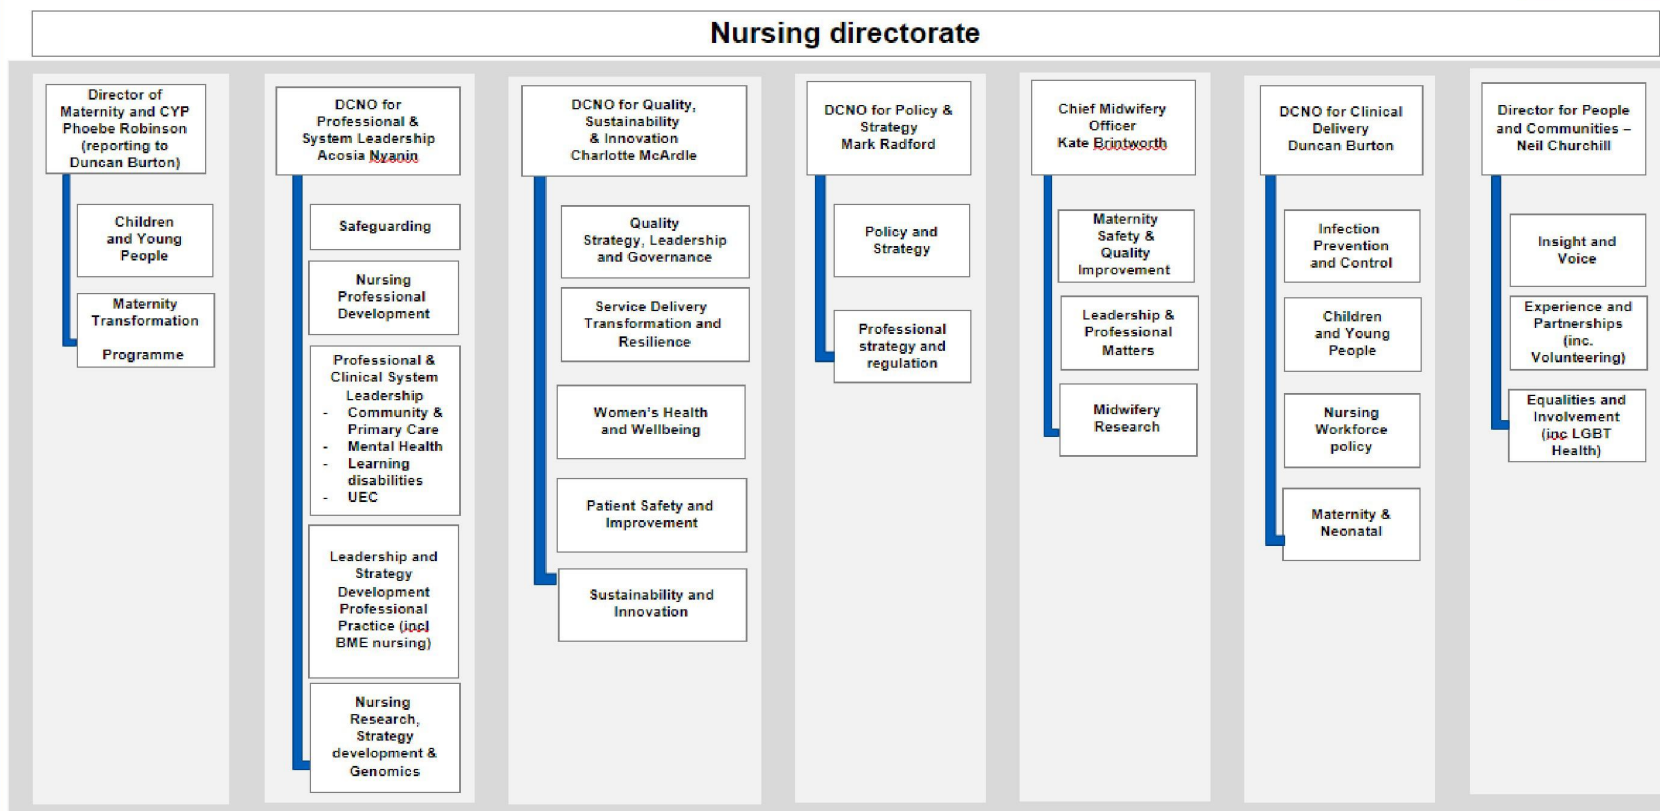 Nursing directorate
Director of
Maternity and CYP
Phoebe Robinson
(reporting to
Duncan Burton)
Children
and Young
People
Maternity
Transformation
Programme
DCNO for
Professional &
System Leadership
Acosia Nyanin
Safeguarding
Nursing
Professional
Development
Professional &
Clinical System
Leadership
- Community &
Primary Care
- Mental Health
- Learning
disabilities
- UEC
Leadership and
Strategy
Development
Professional
Practice (incl
BME nursing)
Nursing
Research,
Strategy
development &
Genomics
DCNO for Quality,
Sustainability
& Innovation
Charlotte McArdle
Quality
Strategy, Leadership
and Governance
Service Delivery
Transformation and
Resilience
Women's Health
and Wellbeing
Patient Safety and
Improvement
Sustainability and
Innovation
DCNO for Policy &
Strategy
Mark Radford
Policy and
Strategy
Professional
strategy and
regulation
Chief Midwifery
Officer
Kate Brintworth
Maternity
Safety &
Quality
Improvement
Leadership &
Professional
Matters
Midwifery
Research
DCNO for Clinical
Delivery
Duncan Burton
Infection
Prevention
and Control
Children
and Young
People
Nursing
Workforce
policy
Maternity &
Neonatal
Director for People
and Communities –
Neil Churchill
Insight and
Voice
Experience and
Partnerships
(inc.
Volunteering)
Equalities and
Involvement
(inc LGBT
Health)